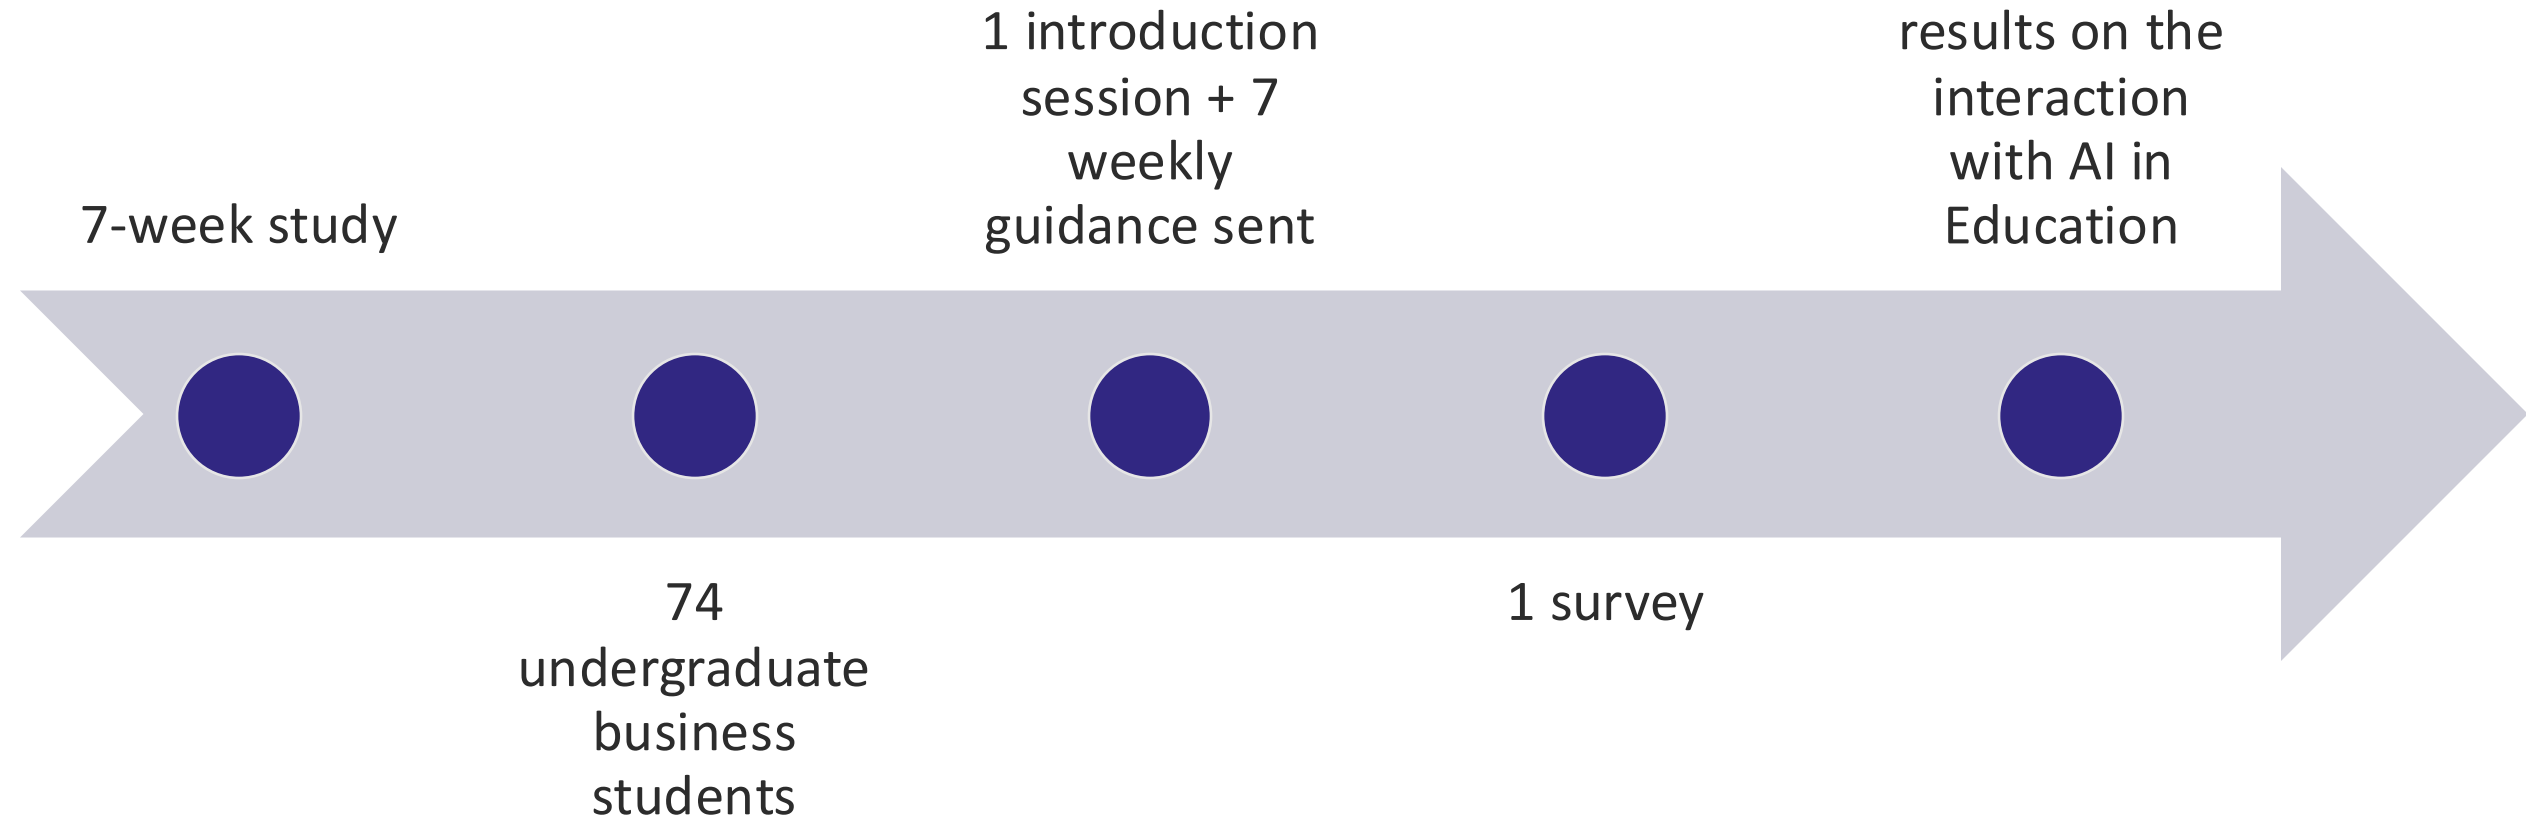 7-week study
74
undergraduate
business
students
1 introduction
session + 7
weekly
guidance sent
1 survey
results on the
interaction
with AI in
Education